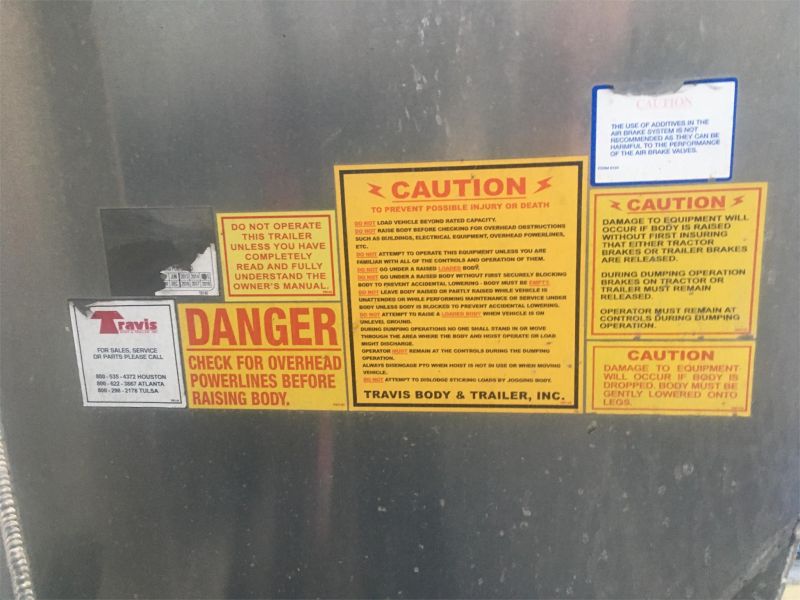 CAUTION
THE USE OF ADDITIVES IN THE
AIR BRAKE SYSTEM IS NOT
RECOMMENDED AS THEY CAN BE
HARMFUL TO THE PERFORMANCE
OF THE AIR BRAKE VALVES.
DO NOT OPERATE
THIS TRAILER
UNLESS YOU HAVE
COMPLETELY
READ AND FULLY
UNDERSTAND THE
OWNER'S MANUAL.
Travis
FOR SALES, SERVICE
OR PARTS PLEASE CALL
800 - 535 - 4372 HOUSTON
800 - 622 - 3867 ATLANTA
800 - 298 - 2178 TULSA
DANGER
CHECK FOR OVERHEAD
POWERLINES BEFORE
RAISING BODY.
CAUTION
TO PREVENT POSSIBLE INJURY OR DEATH
DO NOT LOAD VEHICLE BEYOND RATED CAPACITY.
DO NOT RAISE BODY BEFORE CHECKING FOR OVERHEAD OBSTRUCTIONS
SUCH AS BUILDINGS, ELECTRICAL EQUIPMENT, OVERHEAD POWERLINES,
ETC.
DO NOT ATTEMPT TO OPERATE THIS EQUIPMENT UNLESS YOU ARE
FAMILIAR WITH ALL OF THE CONTROLS AND OPERATION OF THEM.
DO NOT GO UNDER A RAISED LOADED BODY.
DO NOT GO UNDER A RAISED BODY WITHOUT FIRST SECURELY BLOCKING
BODY TO PREVENT ACCIDENTAL LOWERING - BODY MUST BE EMPTY.
DO NOT LEAVE BODY RAISED OR PARTLY RAISED WHILE VEHICLE IS
UNATTENDED OR WHILE PERFORMING MAINTENANCE OR SERVICE UNDER
BODY UNLESS BODY IS BLOCKED TO PREVENT ACCIDENTAL LOWERING.
DO NOT ATTEMPT TO RAISE A LOADED BODY WHEN VEHICLE IS ON
UNLEVEL GROUND.
DURING DUMPING OPERATIONS NO ONE SHALL STAND IN OR MOVE
THROUGH THE AREA WHERE THE BODY AND HOIST OPERATE OR LOAD
MIGHT DISCHARGE.
OPERATOR MUST REMAIN AT THE CONTROLS DURING THE DUMPING
OPERATION.
ALWAYS DISENGAGE PTO WHEN HOIST IS NOT IN USE OR WHEN MOVING
VEHICLE.
DO NOT ATTEMPT TO DISLODGE STICKING LOADS BY JOGGING BODY.
TRAVIS BODY & TRAILER, INC.
CAUTION
DAMAGE TO EQUIPMENT WILL
OCCUR IF BODY IS RAISED
WITHOUT FIRST INSURING
THAT EITHER TRACTOR
BRAKES OR TRAILER BRAKES
ARE RELEASED.
DURING DUMPING OPERATION
BRAKES ON TRACTOR OR
TRAILER MUST REMAIN
RELEASED.
OPERATOR MUST REMAIN AT
CONTROLS DURING DUMPING
OPERATION.
CAUTION
DAMAGE TO EQUIPMENT
WILL OCCUR IF BODY IS
DROPPED. BODY MUST BE
GENTLY LOWERED ONTO
LEGS.